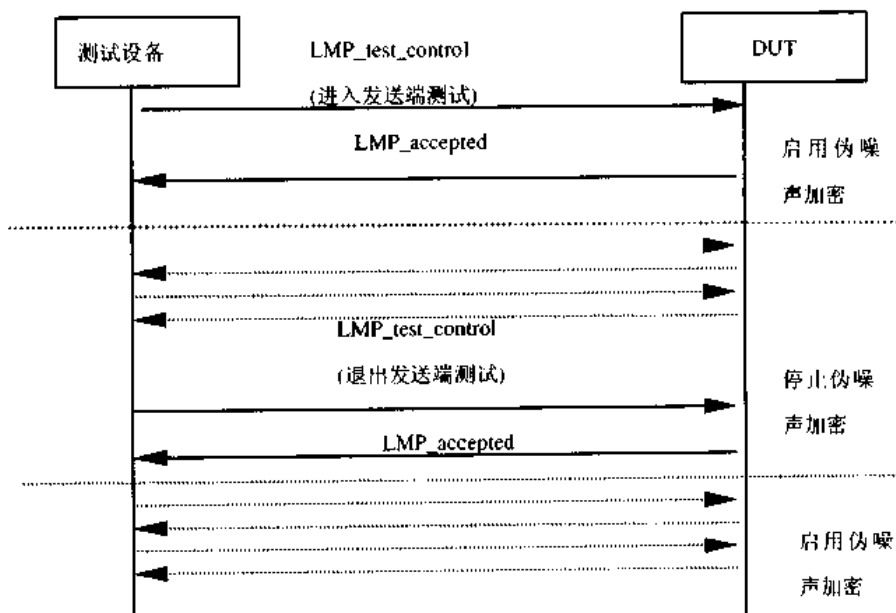 测试设备
DUT
LMP_test_control
(进入发送端测试)
LMP_accepted
启用伪噪
声加密
LMP_test_control
(退出发送端测试)
停止伪噪
声加密
LMP_accepted
启用伪噪
声加密